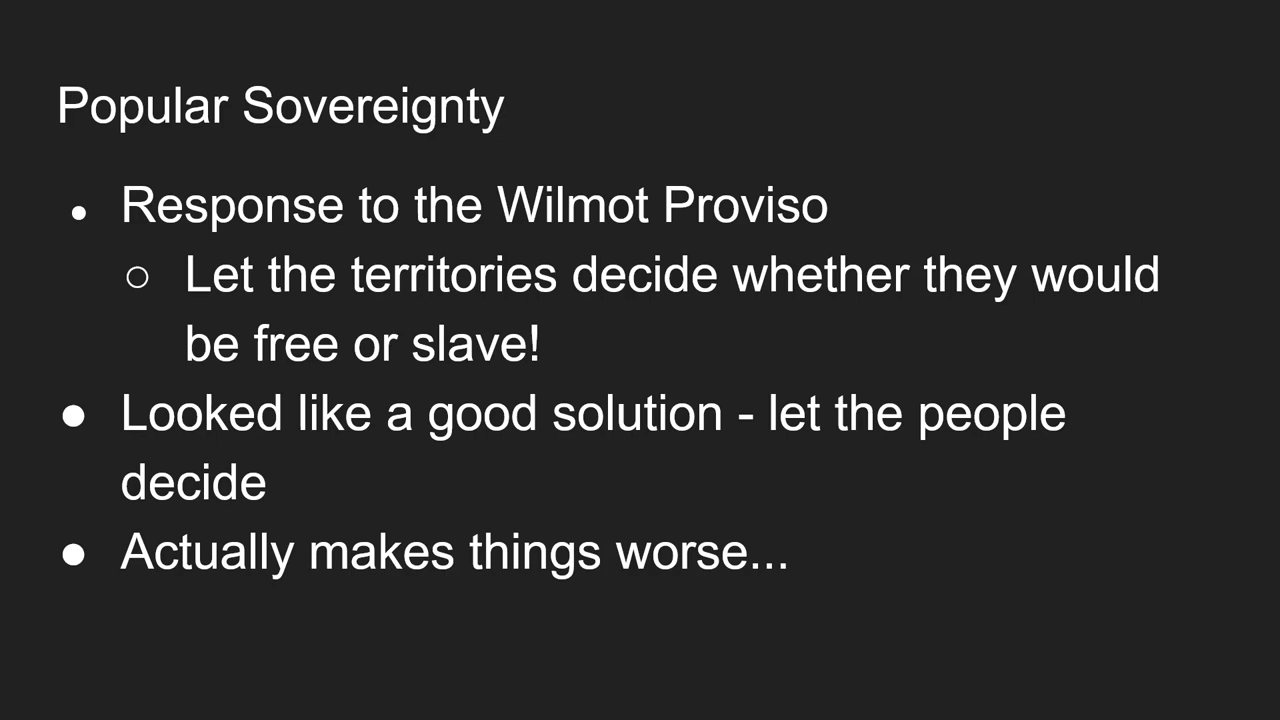 Popular Sovereignty
● Response to the Wilmot Proviso
○ Let the territories decide whether they would
be free or slave!
● Looked like a good solution - let the people
decide
● Actually makes things worse...